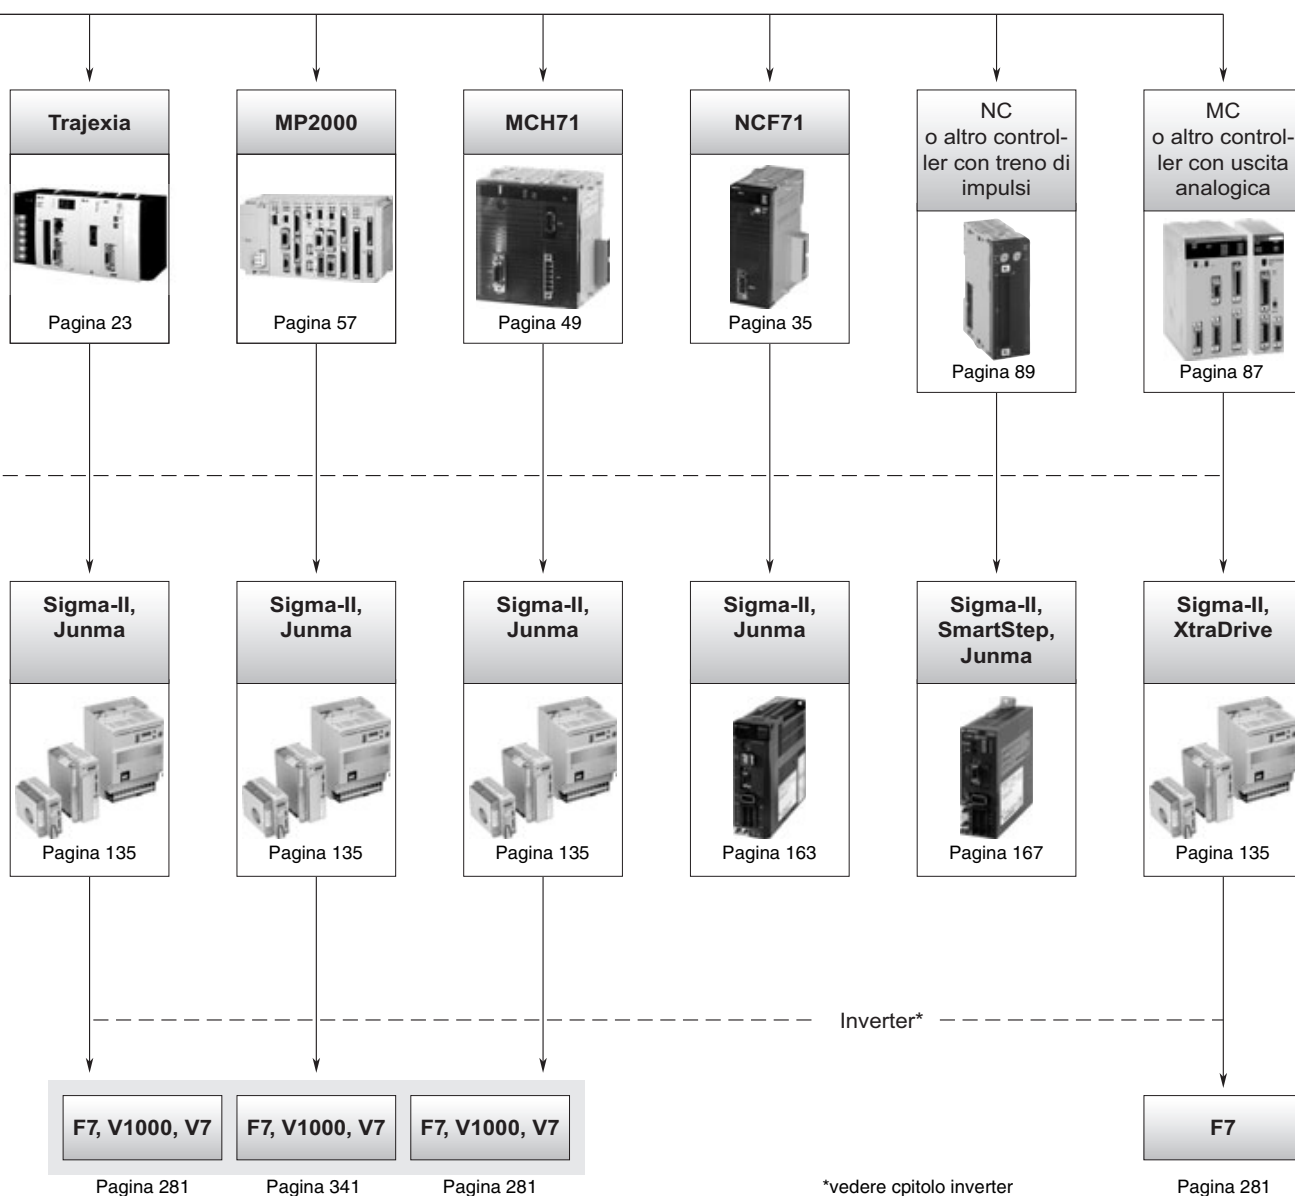 Trajexia
MP2000
MCH71
NCF71
NC
o altro control-
ler con treno di
impulsi
MC
o altro control-
ler con uscita
analogica
Pagina 23
Pagina 57
Pagina 49
Pagina 35
Pagina 89
Pagina 87
Sigma-II,
Junma
Sigma-II,
Junma
Sigma-II,
Junma
Sigma-II,
Junma
Sigma-II,
SmartStep,
Junma
Sigma-II,
XtraDrive
Pagina 135
Pagina 135
Pagina 135
Pagina 163
Pagina 167
Pagina 135
Inverter*
F7, V1000, V7
F7, V1000, V7
F7, V1000, V7
F7
Pagina 281
Pagina 341
Pagina 281
*vedere cpitolo inverter
Pagina 281